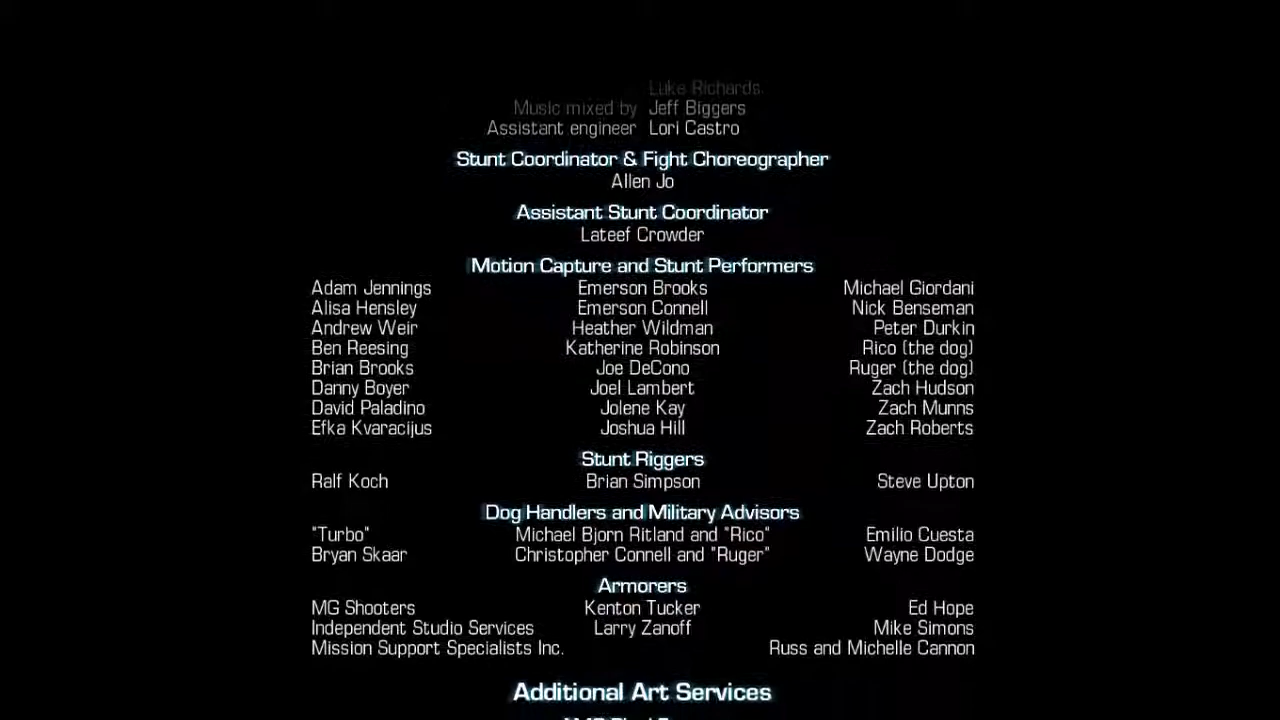 Luke Richards
Music mixed by Jeff Biggers
Assistant engineer Lori Castro
Stunt Coordinator & Fight Choreographer
Allen Jo
Assistant Stunt Coordinator
Lateef Crowder
Motion Capture and Stunt Performers
Adam Jennings Emerson Brooks Michael Giordani
Alisa Hensley Emerson Connell Nick Benseman
Andrew Weir Heather Wildman Peter Durkin
Ben Reesing Katherine Robinson Rico (the dog)
Brian Brooks Joe DeCono Ruger (the dog)
Danny Boyer Joel Lambert Zach Hudson
David Paladino Jolene Kay Zach Munns
Efka Kvaracijus Joshua Hill Zach Roberts
Stunt Riggers
Ralf Koch Brian Simpson Steve Upton
Dog Handlers and Military Advisors
"Turbo" Michael Bjorn Ritland and "Rico" Emilio Cuesta
Bryan Skaar Christopher Connell and "Ruger" Wayne Dodge
Armorers
MG Shooters Kenton Tucker Ed Hope
Independent Studio Services Larry Zanoff Mike Simons
Mission Support Specialists Inc. Russ and Michelle Cannon
Additional Art Services